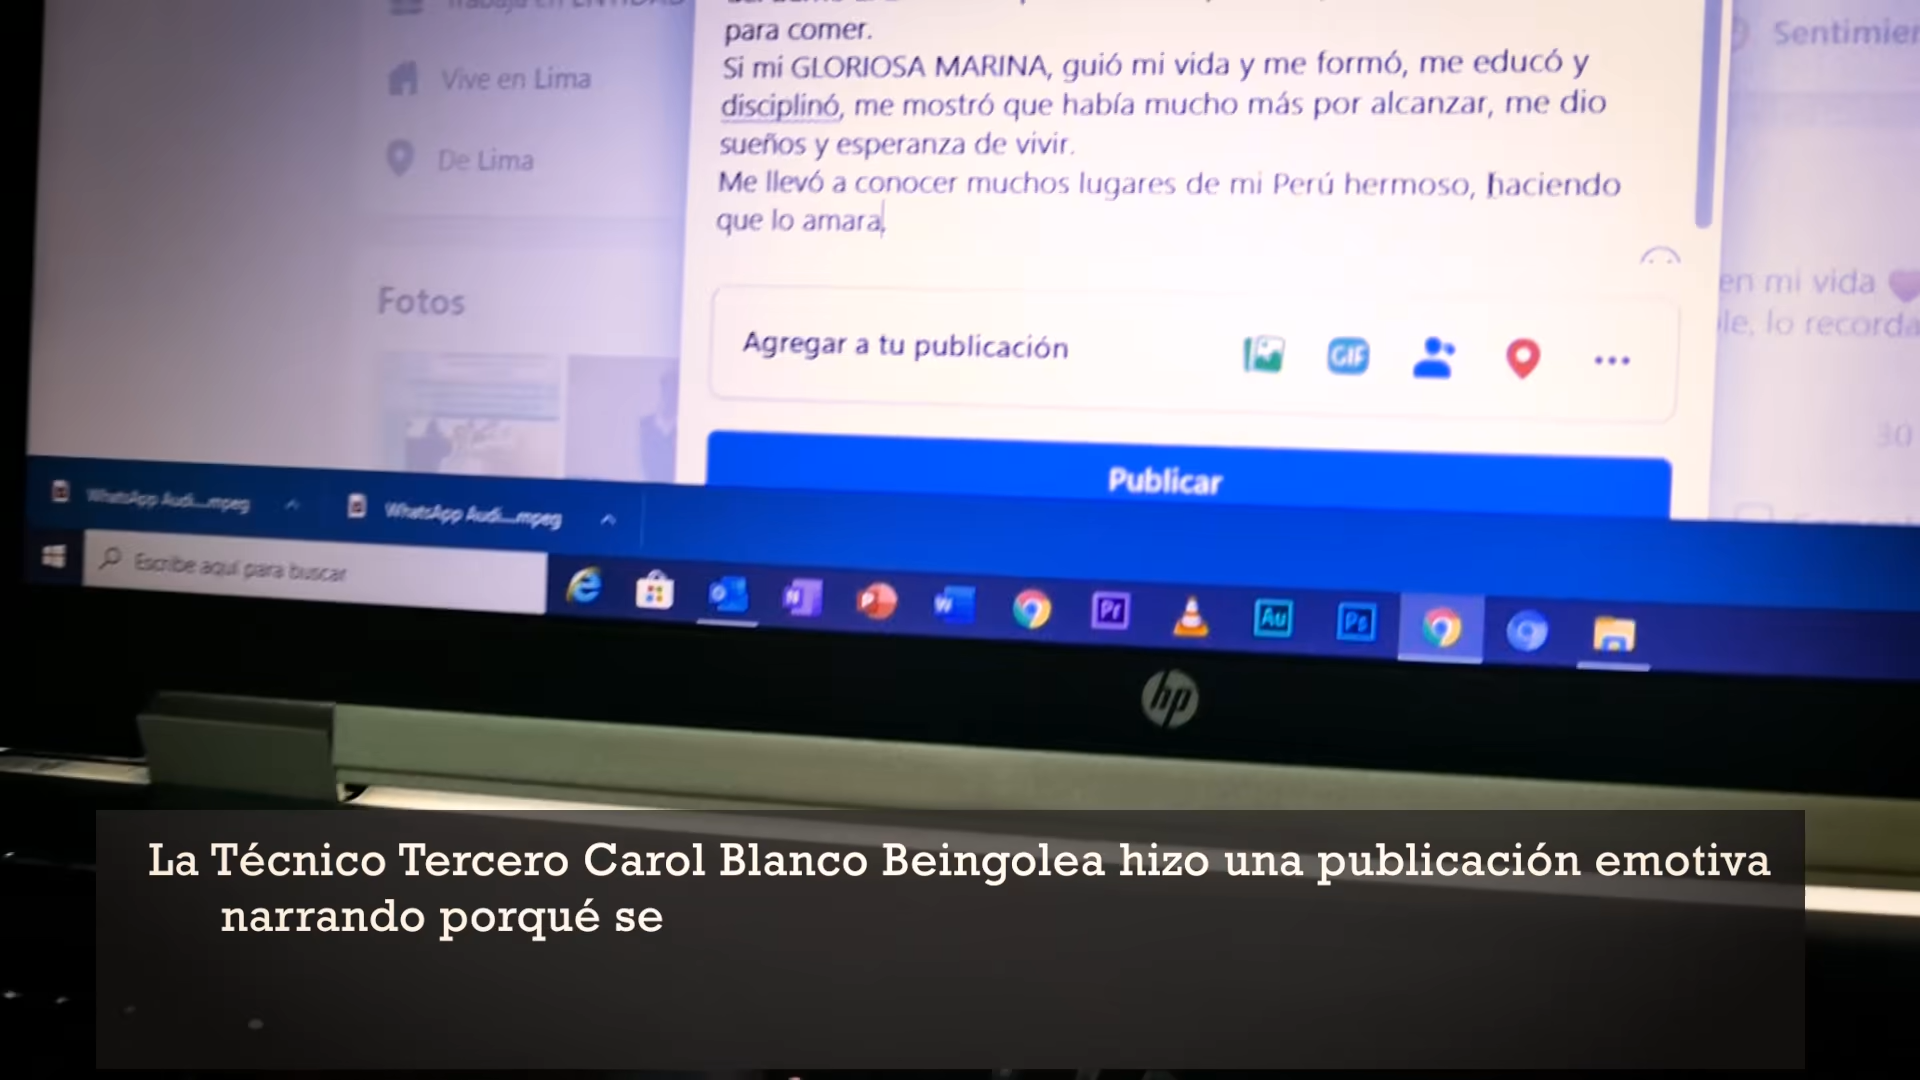 para comer.
Si mi GLORIOSA MARINA, guió mi vida y me formó, me educó y
disciplinó, me mostró que había mucho más por alcanzar, me dio
sueños y esperanza de vivir.
Me llevó a conocer muchos lugares de mi Perú hermoso, haciendo
que lo amara,
Vive en Lima
De Lima
Fotos
Sentimien
en mi vida
le, lo recorda
30
Agregar a tu publicación
GIF
Publicar
WhatsApp Audi....mpeg
WhatsApp Audi....mpeg
Escribe aquí para buscar
Pr
Au
Ps
hp
La Técnico Tercero Carol Blanco Beingolea hizo una publicación emotiva
narrando porqué se